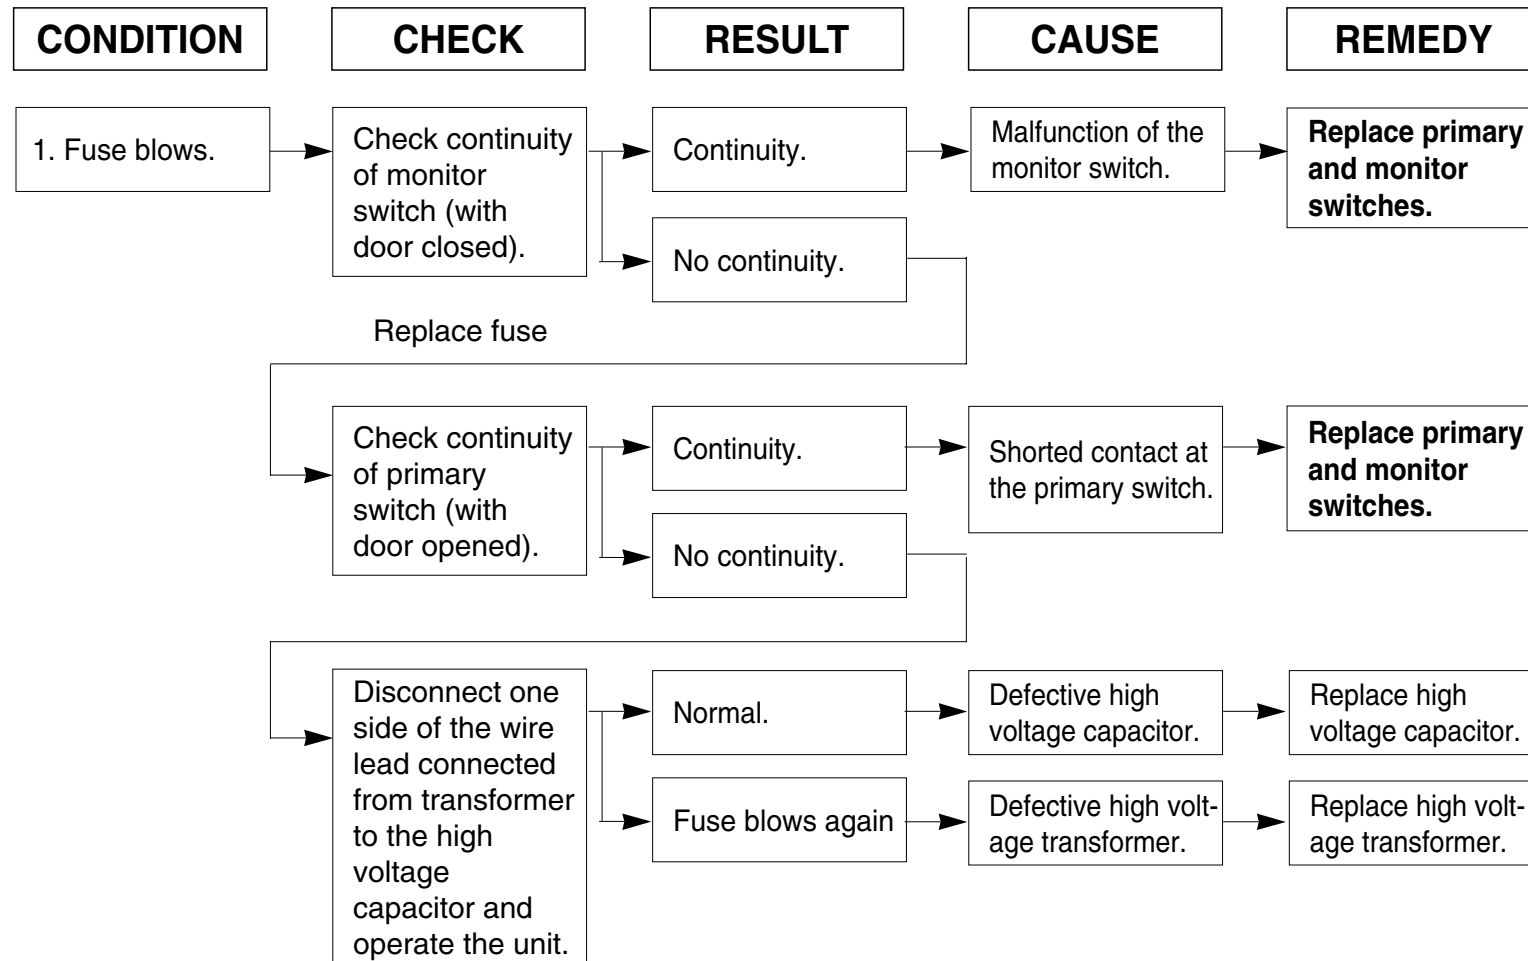 CONDITION
CHECK
RESULT
CAUSE
REMEDY
1. Fuse blows.
Check continuity
of monitor
switch (with
door closed).
Continuity.
Malfunction of the
monitor switch.
Replace primary
and monitor
switches.
No continuity.
Replace fuse
Check continuity
of primary
switch (with
door opened).
Continuity.
Shorted contact at
the primary switch.
Replace primary
and monitor
switches.
No continuity.
Disconnect one
side of the wire
lead connected
from transformer
to the high
voltage
capacitor and
operate the unit.
Normal.
Defective high
voltage capacitor.
Replace high
voltage capacitor.
Fuse blows again
Defective high volt-
age transformer.
Replace high volt-
age transformer.